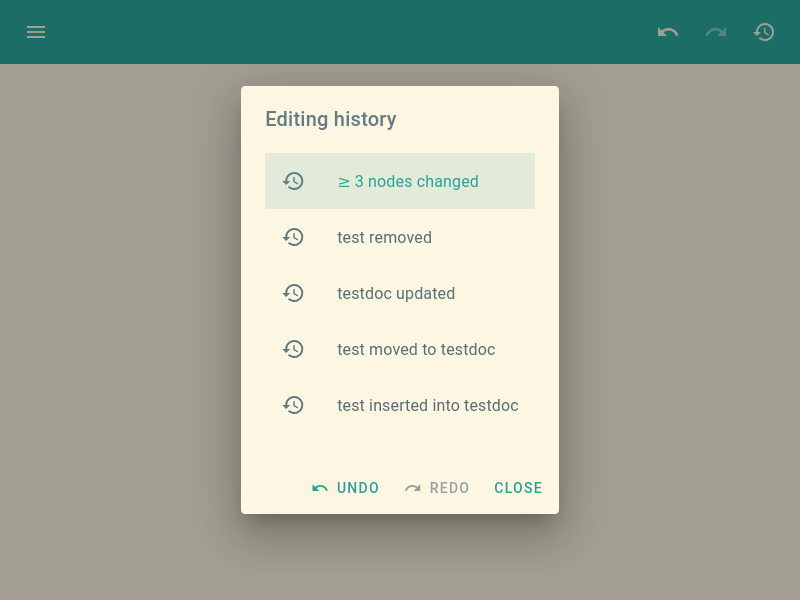 Editing history
≥ 3 nodes changed
test removed
testdoc updated
test moved to testdoc
test inserted into testdoc
UNDO REDO CLOSE